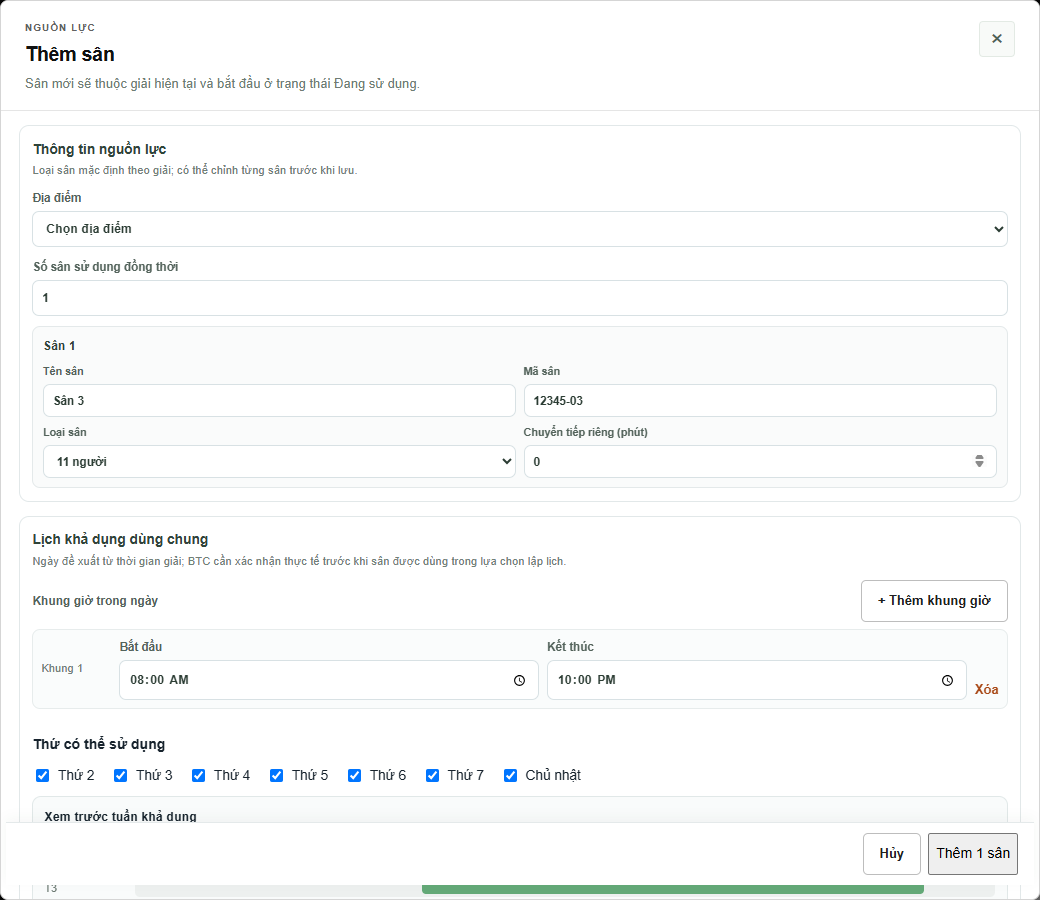 NGUỒN LỰC
Thêm sân
Sân mới sẽ thuộc giải hiện tại và bắt đầu ở trạng thái Đang sử dụng.
×
Thông tin nguồn lực
Loại sân mặc định theo giải; có thể chỉnh từng sân trước khi lưu.
Địa điểm
Chọn địa điểm
Số sân sử dụng đồng thời
1
Sân 1
Tên sân Mã sân
Sân 3 12345-03
Loại sân Chuyển tiếp riêng (phút)
11 người 0
Lịch khả dụng dùng chung
Ngày đề xuất từ thời gian giải; BTC cần xác nhận thực tế trước khi sân được dùng trong lựa chọn lập lịch.
Khung giờ trong ngày + Thêm khung giờ
Bắt đầu Kết thúc
Khung 1
08:00 AM 10:00 PM
Xóa
Thứ có thể sử dụng
Thứ 2 Thứ 3 Thứ 4 Thứ 5 Thứ 6 Thứ 7 Chủ nhật
Xem trước tuần khả dụng
Hủy Thêm 1 sân
T3